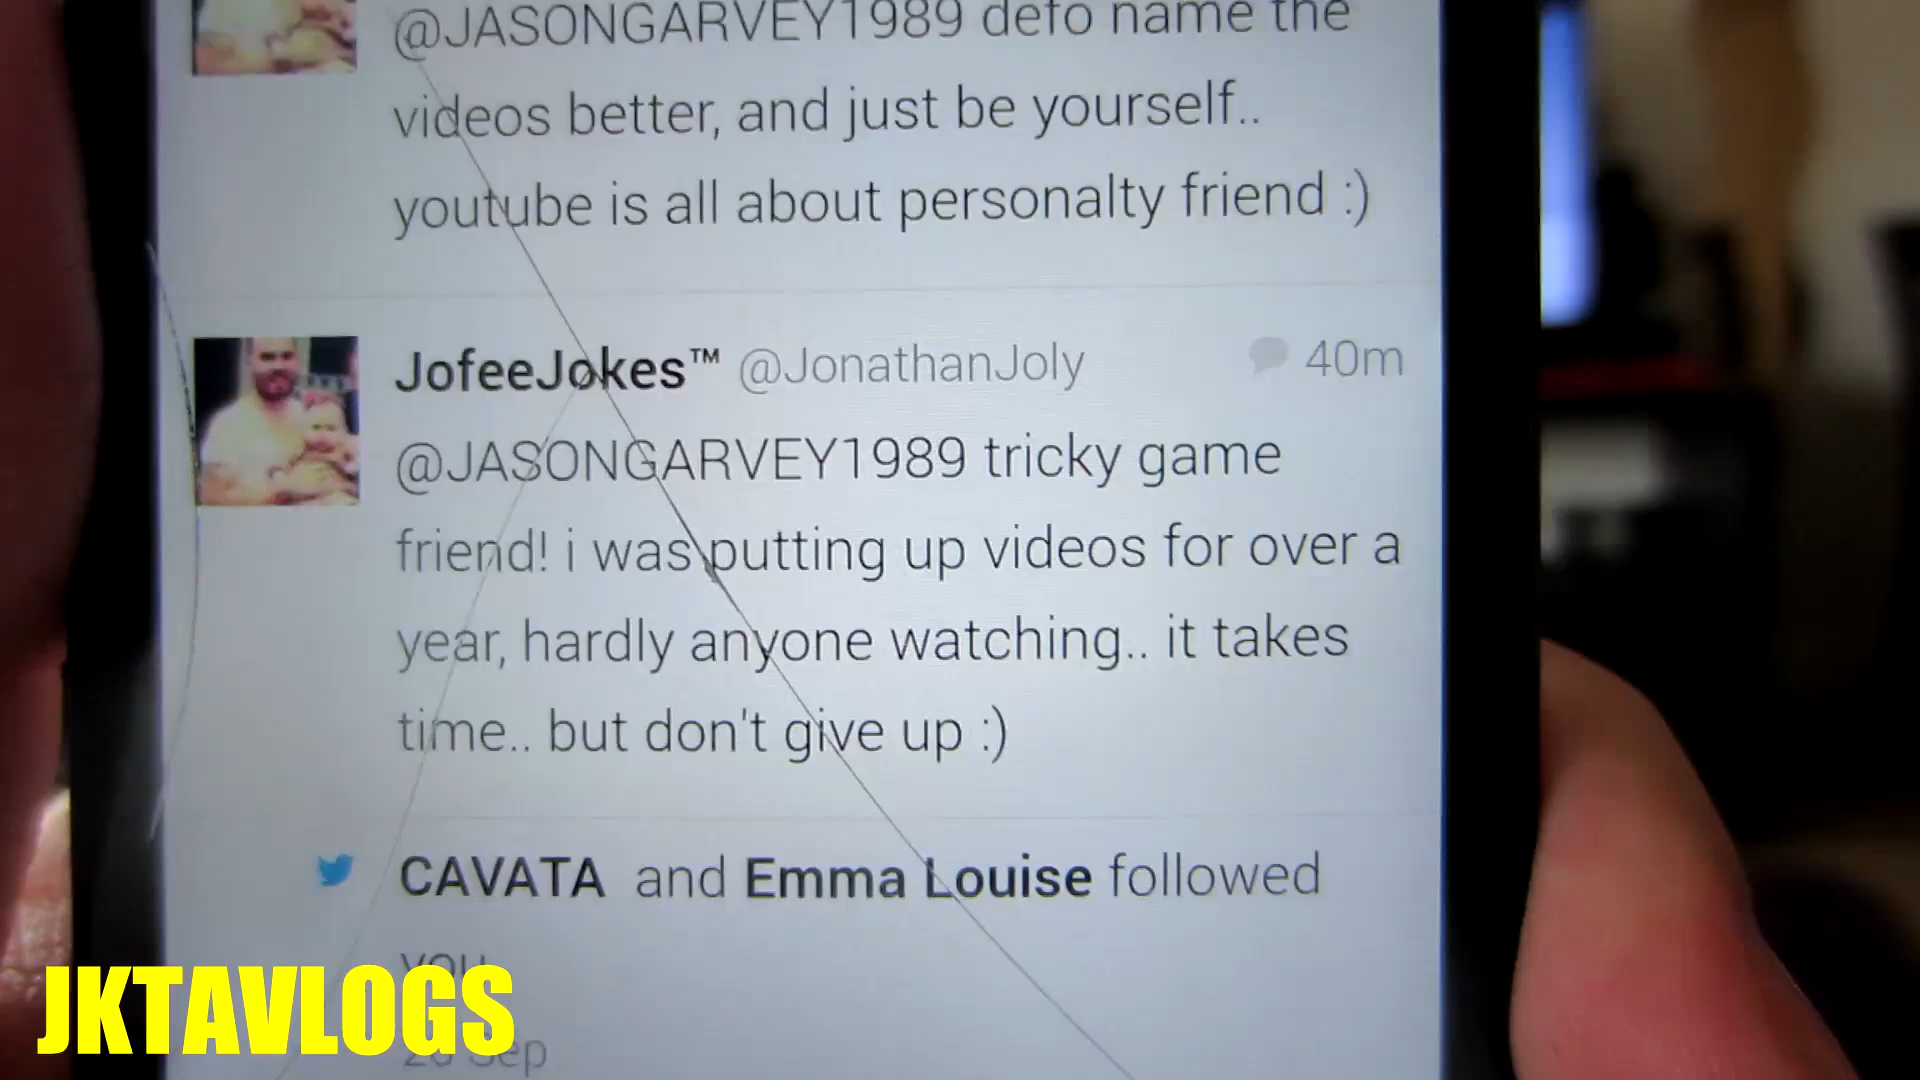 @JASONGARVEY1989 defo name the
videos better, and just be yourself..
youtube is all about personalty friend :)
JofeeJokes™ @JonathanJoly 40m
@JASONGARVEY1989 tricky game
friend! i was putting up videos for over a
year, hardly anyone watching.. it takes
time.. but don't give up :)
CAVATA and Emma Louise followed
you
JKTAVLOGS
Sep